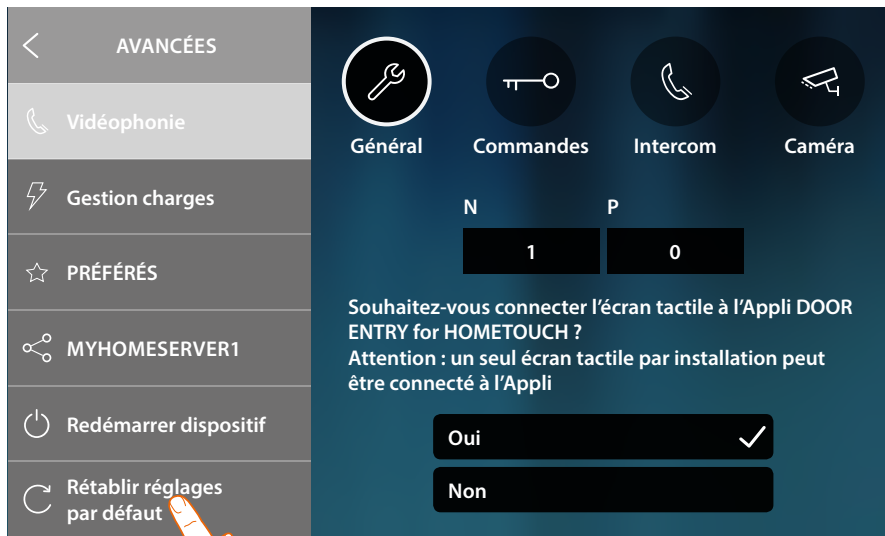 AVANCÉES
Vidéophonie
Gestion charges
PRÉFÉRÉS
MYHOMESERVER1
Redémarrer dispositif
Rétablir réglages
par défaut
Général
Commandes
Intercom
Caméra
N
P
1
0
Souhaitez-vous connecter l’écran tactile à l’Appli DOOR
ENTRY for HOMETOUCH ?
Attention : un seul écran tactile par installation peut
être connecté à l’Appli
Oui
Non